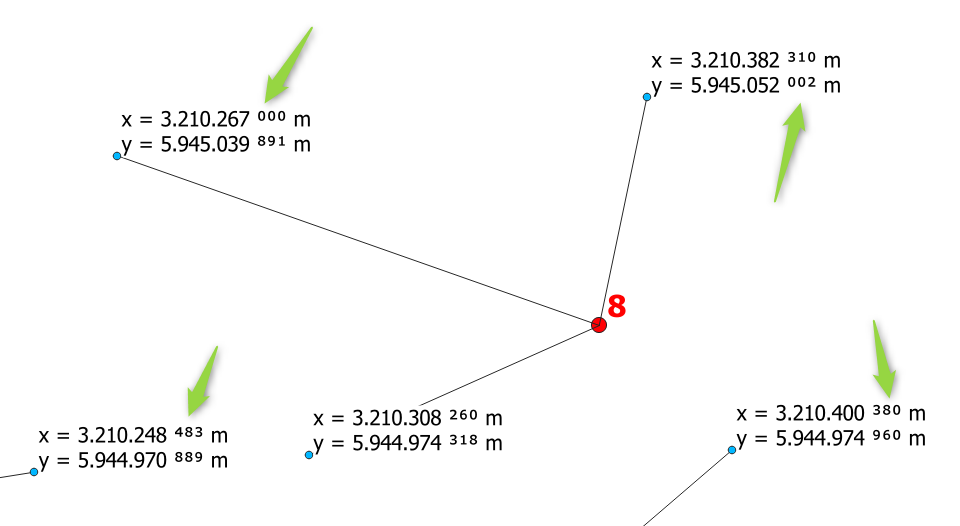 x = 3.210.382 ³¹⁰ m
y = 5.945.052 ⁰⁰² m
x = 3.210.267 ⁰⁰⁰ m
y = 5.945.039 ⁸⁹¹ m
8
x = 3.210.308 ²⁶⁰ m
y = 5.944.974 ³¹⁸ m
x = 3.210.400 ³⁸⁰ m
y = 5.944.974 ⁹⁶⁰ m
x = 3.210.248 ⁴⁸³ m
y = 5.944.970 ⁸⁸⁹ m